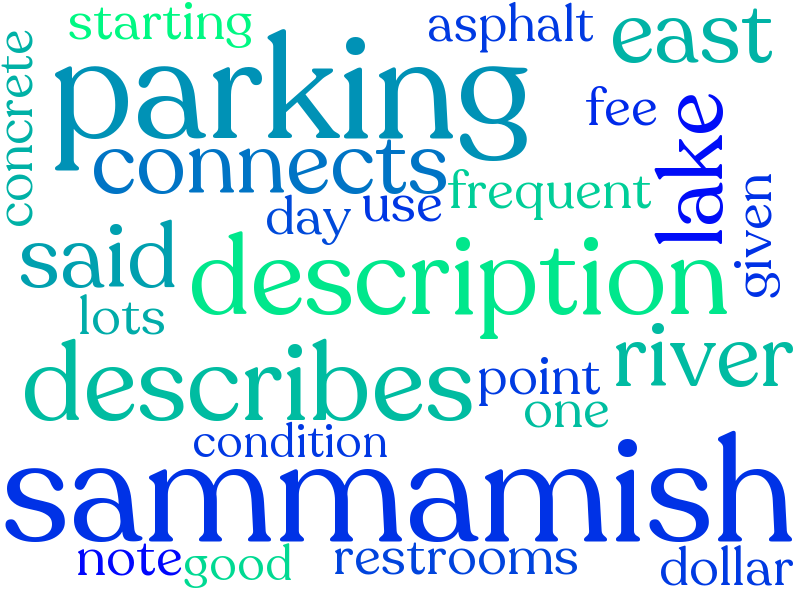 starting
asphalt
east
concrete
parking
fee
lake
connects
frequent
day
use
given
said
description
lots
river
describes
point
one
condition
sammamish
note
good
restrooms
dollar